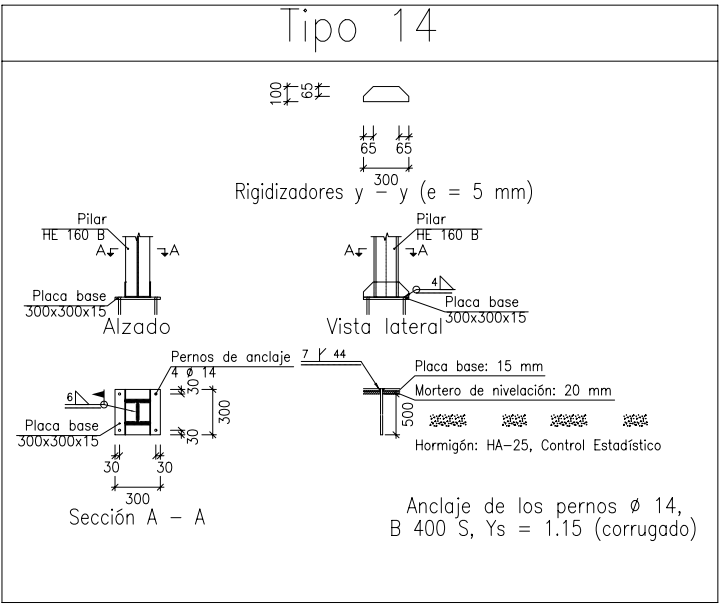 Tipo 14
100
65
65 65
300
Rigidizadores y - y (e = 5 mm)
Pilar
HE 160 B
A A
Placa base
300x300x15
Alzado
Pilar
HE 160 B
A A
4
Placa base
300x300x15
Vista lateral
Pernos de anclaje
4 ø 14
6
Placa base
300x300x15
30
300
30
30 30
300
Sección A - A
7 44
Placa base: 15 mm
Mortero de nivelación: 20 mm
500
Hormigón: HA-25, Control Estadístico
Anclaje de los pernos ø 14,
B 400 S, Ys = 1.15 (corrugado)